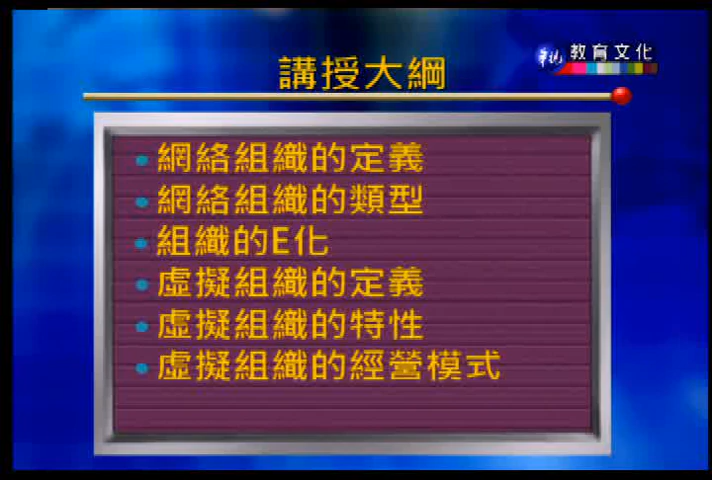 教育文化
講授大綱
網絡組織的定義
網絡組織的類型
組織的E化
虛擬組織的定義
虛擬組織的特性
虛擬組織的經營模式